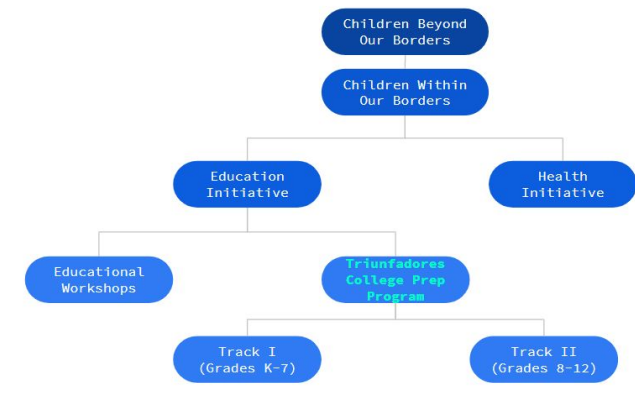 Children Beyond
Our Borders
Children Within
Our Borders
Education
Initiative
Health
Initiative
Educational
Workshops
Triunfadores
College Prep
Program
Track I
(Grades K-7)
Track II
(Grades 8-12)